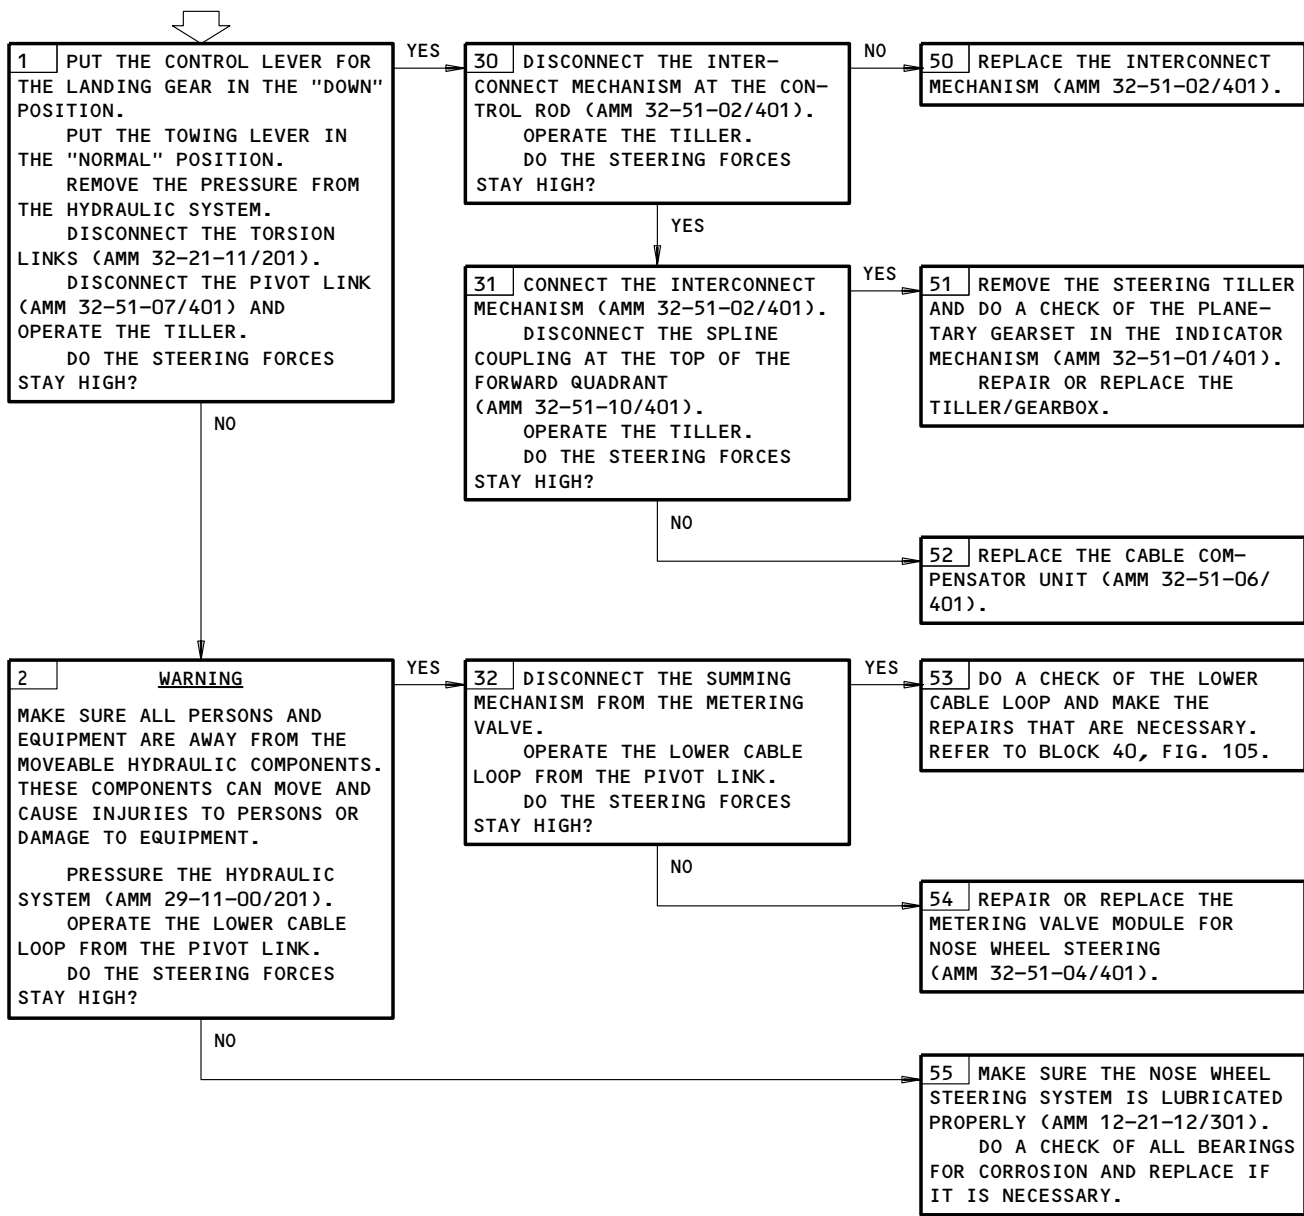 1 PUT THE CONTROL LEVER FOR
THE LANDING GEAR IN THE "DOWN"
POSITION.
PUT THE TOWING LEVER IN
THE "NORMAL" POSITION.
REMOVE THE PRESSURE FROM
THE HYDRAULIC SYSTEM.
DISCONNECT THE TORSION
LINKS (AMM 32-21-11/201).
DISCONNECT THE PIVOT LINK
(AMM 32-51-07/401) AND
OPERATE THE TILLER.
DO THE STEERING FORCES
STAY HIGH?
YES
30 DISCONNECT THE INTER-
CONNECT MECHANISM AT THE CON-
TROL ROD (AMM 32-51-02/401).
OPERATE THE TILLER.
DO THE STEERING FORCES
STAY HIGH?
NO
50 REPLACE THE INTERCONNECT
MECHANISM (AMM 32-51-02/401).
YES
31 CONNECT THE INTERCONNECT
MECHANISM (AMM 32-51-02/401).
DISCONNECT THE SPLINE
COUPLING AT THE TOP OF THE
FORWARD QUADRANT
(AMM 32-51-10/401).
OPERATE THE TILLER.
DO THE STEERING FORCES
STAY HIGH?
YES
51 REMOVE THE STEERING TILLER
AND DO A CHECK OF THE PLANE-
TARY GEARSET IN THE INDICATOR
MECHANISM (AMM 32-51-01/401).
REPAIR OR REPLACE THE
TILLER/GEARBOX.
NO
NO
52 REPLACE THE CABLE COM-
PENSATOR UNIT (AMM 32-51-06/
401).
2 WARNING
MAKE SURE ALL PERSONS AND
EQUIPMENT ARE AWAY FROM THE
MOVEABLE HYDRAULIC COMPONENTS.
THESE COMPONENTS CAN MOVE AND
CAUSE INJURIES TO PERSONS OR
DAMAGE TO EQUIPMENT.
PRESSURE THE HYDRAULIC
SYSTEM (AMM 29-11-00/201).
OPERATE THE LOWER CABLE
LOOP FROM THE PIVOT LINK.
DO THE STEERING FORCES
STAY HIGH?
YES
32 DISCONNECT THE SUMMING
MECHANISM FROM THE METERING
VALVE.
OPERATE THE LOWER CABLE
LOOP FROM THE PIVOT LINK.
DO THE STEERING FORCES
STAY HIGH?
YES
53 DO A CHECK OF THE LOWER
CABLE LOOP AND MAKE THE
REPAIRS THAT ARE NECESSARY.
REFER TO BLOCK 40, FIG. 105.
NO
54 REPAIR OR REPLACE THE
METERING VALVE MODULE FOR
NOSE WHEEL STEERING
(AMM 32-51-04/401).
NO
55 MAKE SURE THE NOSE WHEEL
STEERING SYSTEM IS LUBRICATED
PROPERLY (AMM 12-21-12/301).
DO A CHECK OF ALL BEARINGS
FOR CORROSION AND REPLACE IF
IT IS NECESSARY.